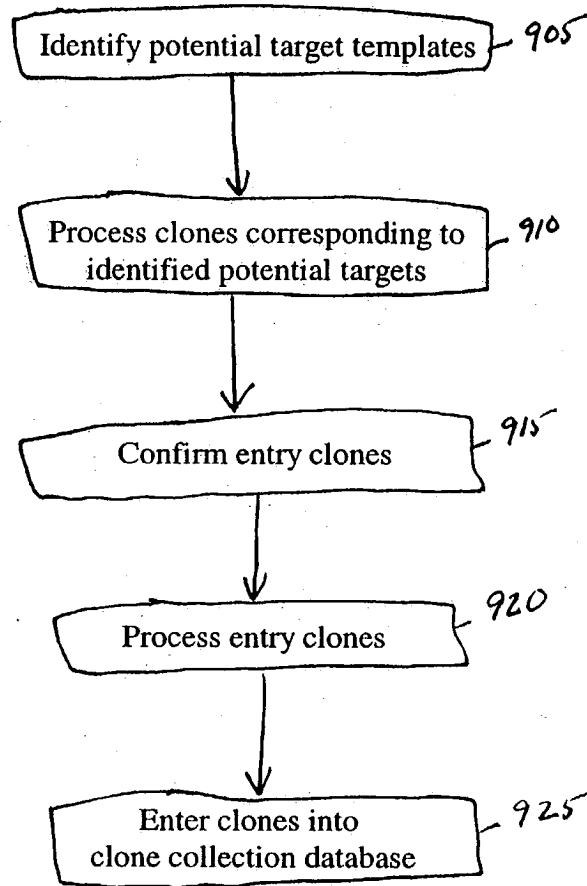 Identify potential target templates 905
Process clones corresponding to
identified potential targets 910
Confirm entry clones 915
Process entry clones 920
Enter clones into
clone collection database 925